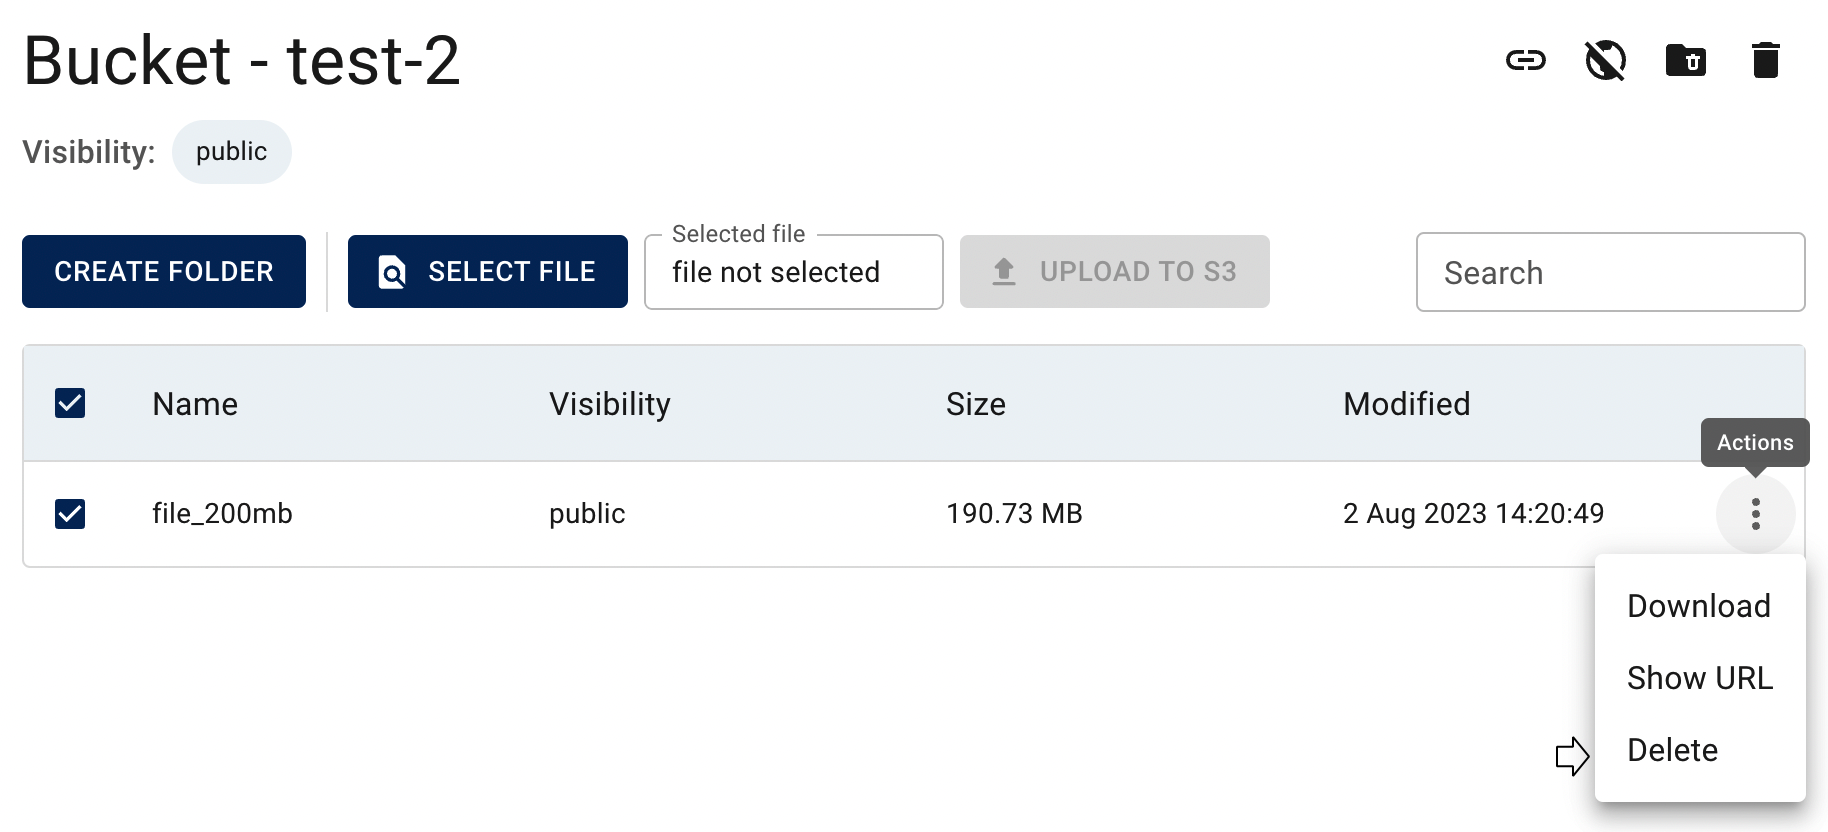 Bucket - test-2
Visibility: public
CREATE FOLDER SELECT FILE Selected file file not selected UPLOAD TO S3 Search
Name Visibility Size Modified
Actions
file_200mb public 190.73 MB 2 Aug 2023 14:20:49
Download
Show URL
Delete